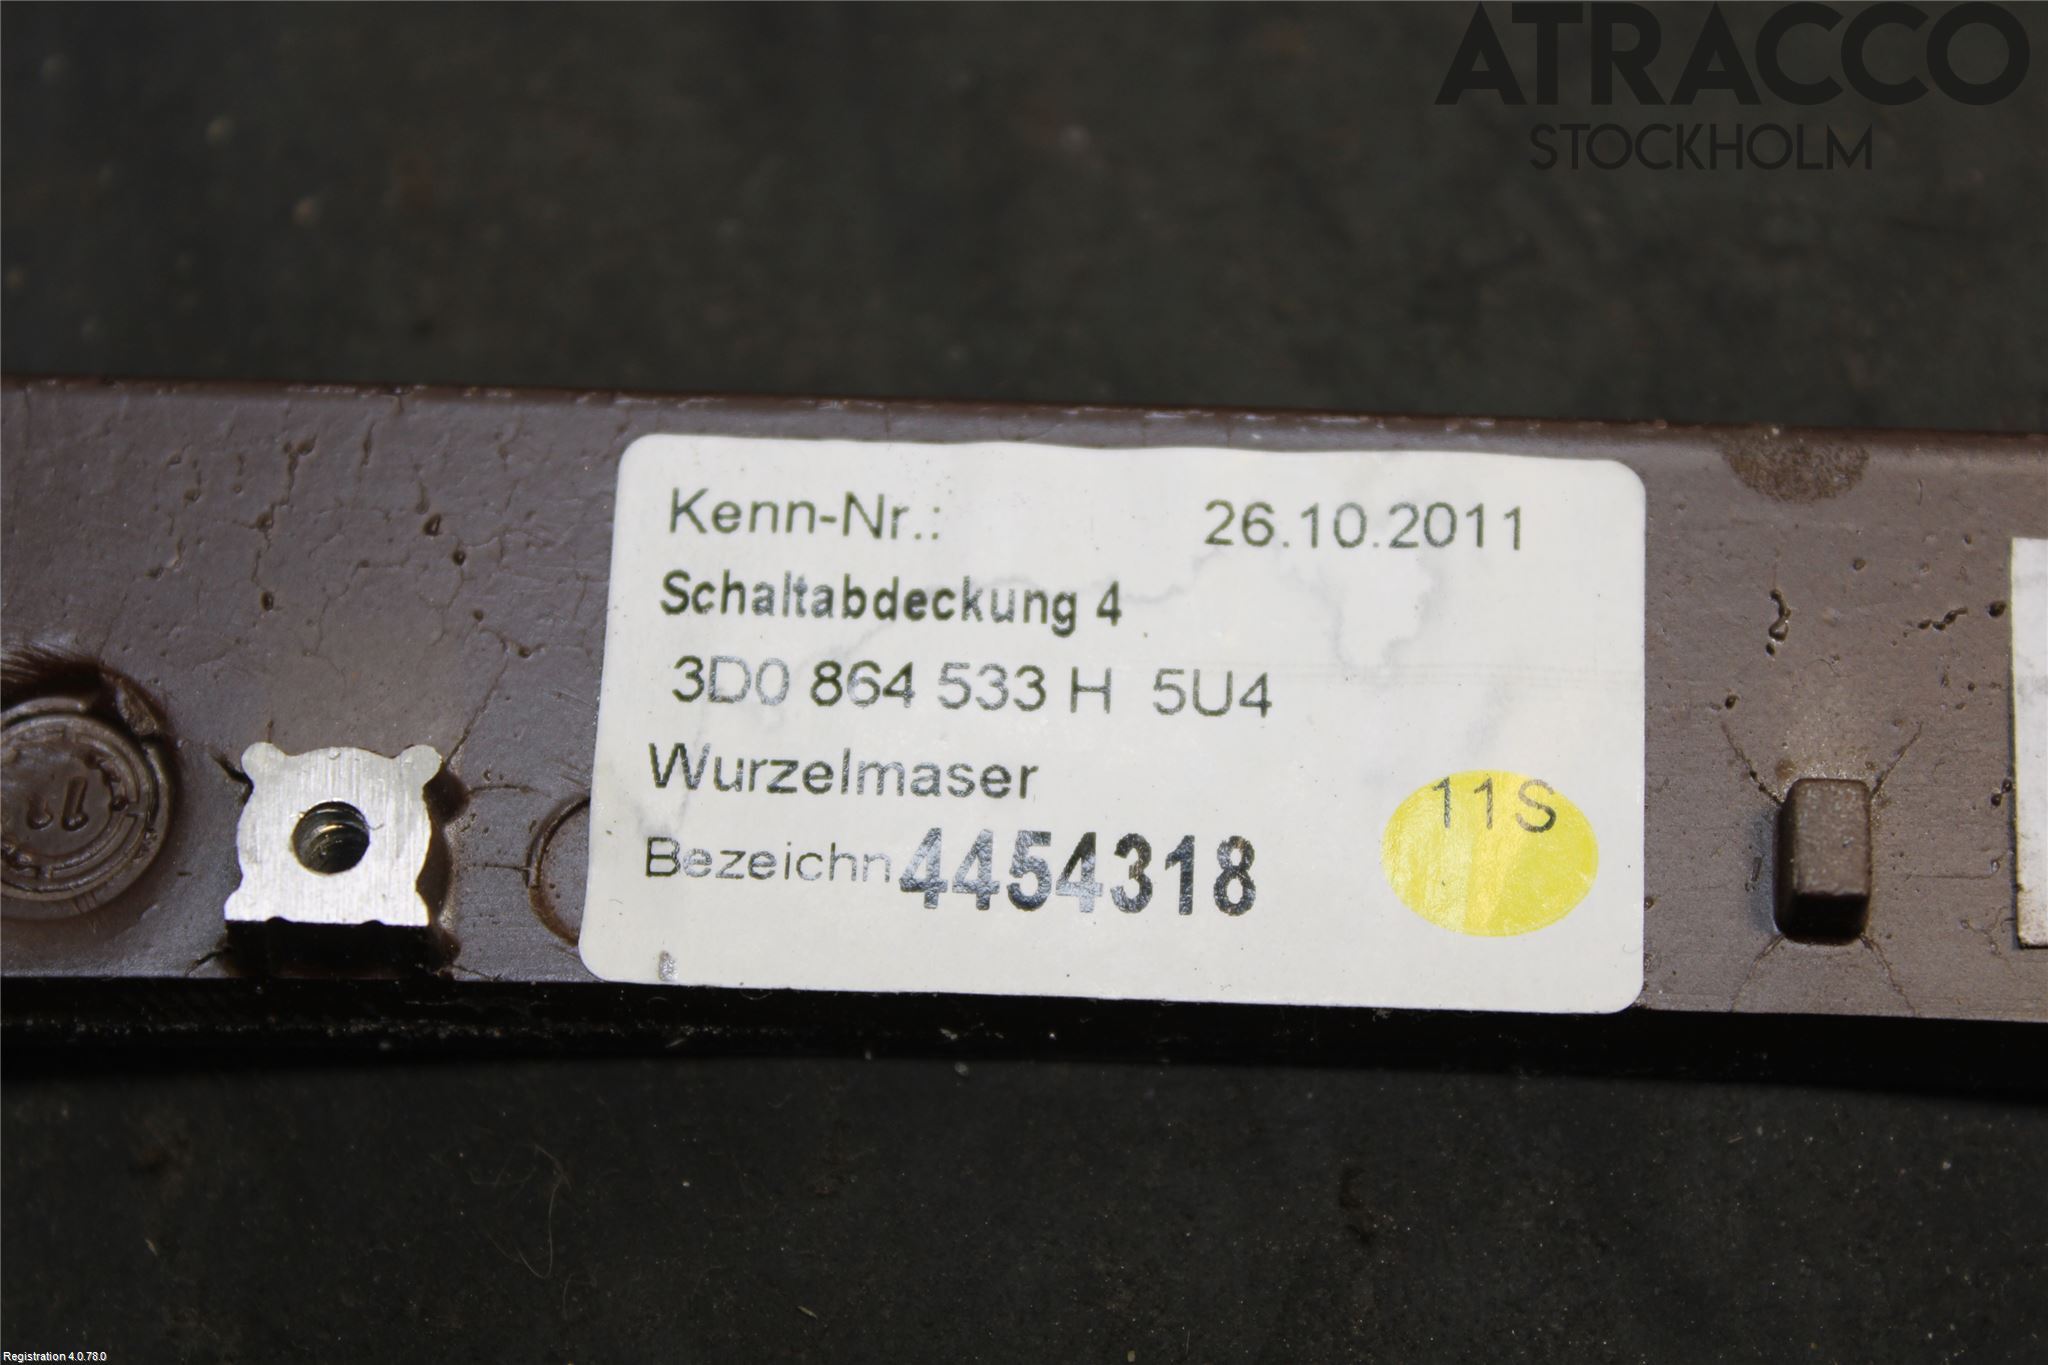 ATRACCO
STOCKHOLM
Kenn-Nr.: 26.10.2011
Schaltabdeckung 4
3D0 864 533 H 5U4
Wurzelmaser
11S
Bezeichn 4454318
11
Registration 4.0.78.0